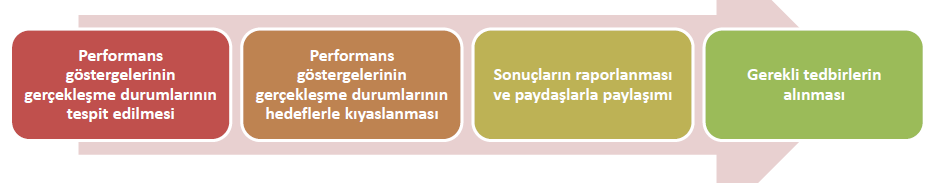 Performans
göstergelerinin
gerçekleşme durumlarının
tespit edilmesi
Performans
göstergelerinin
gerçekleşme durumlarının
hedeflerle kıyaslanması
Sonuçların raporlanması
ve paydaşlarla paylaşımı
Gerekli tedbirlerin
alınması